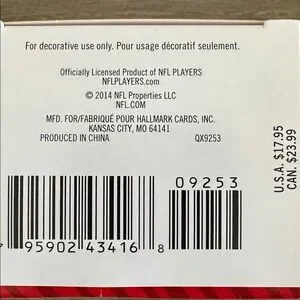 For decorative use only. Pour usage décoratif seulement.
Officially Licensed Product of NFL PLAYERS
NFLPLAYERS.com
© 2014 NFL Properties LLC
NFL.COM
MFD. FOR/FABRIQUÉ POUR HALLMARK CARDS, INC.
KANSAS CITY, MO 64141
PRODUCED IN CHINA QX9253
09253
7 95902 43416 8
U.S.A. $17.95
CAN. $23.99